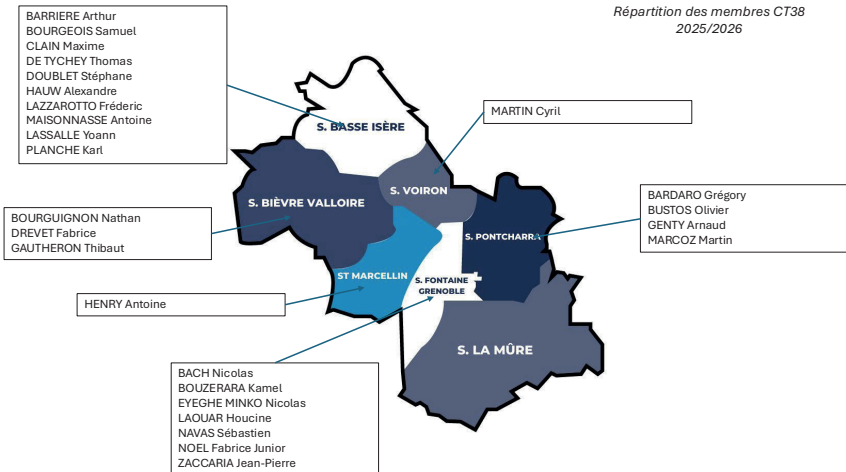 Répartition des membres CT38
2025/2026
BARRIERE Arthur
BOURGEOIS Samuel
CLAIN Maxime
DE TYCHEY Thomas
DOUBLET Stéphane
HAUW Alexandre
LAZZAROTTO Fréderic
MAISONNASSE Antoine
LASSALLE Yoann
PLANCHE Karl
MARTIN Cyril
S. BASSE ISÈRE
S. VOIRON
S. BIÈVRE VALLOIRE
BARDARO Grégory
BUSTOS Olivier
GENTY Arnaud
MARCOZ Martin
BOURGUIGNON Nathan
DREVET Fabrice
GAUTHERON Thibaut
S. PONTCHARRA
ST MARCELLIN
S. FONTAINE
GRENOBLE
HENRY Antoine
S. LA MÛRE
BACH Nicolas
BOUZERARA Kamel
EYEGHE MINKO Nicolas
LAOUAR Houcine
NAVAS Sébastien
NOEL Fabrice Junior
ZACCARIA Jean-Pierre